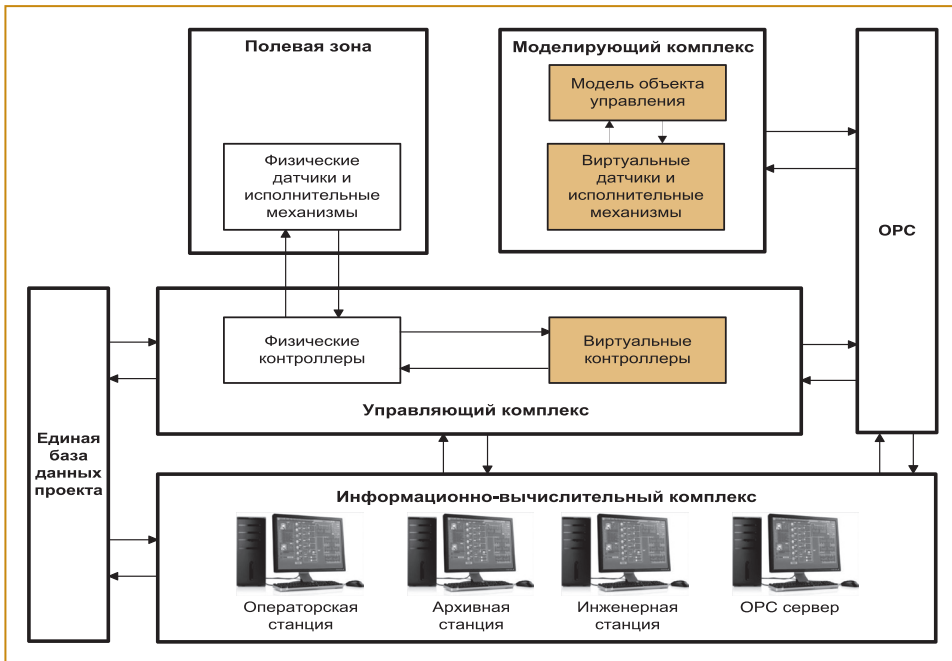 Полевая зона
Физические
датчики и
исполнительные
механизмы
Моделирующий комплекс
Модель объекта
управления
Виртуальные
датчики и
исполнительные
механизмы
OPC
Физические
контроллеры
Виртуальные
контроллеры
Управляющий комплекс
Единая
база
данных
проекта
Информационно-вычислительный комплекс
Операторская
станция
Архивная
станция
Инженерная
станция
OPC сервер